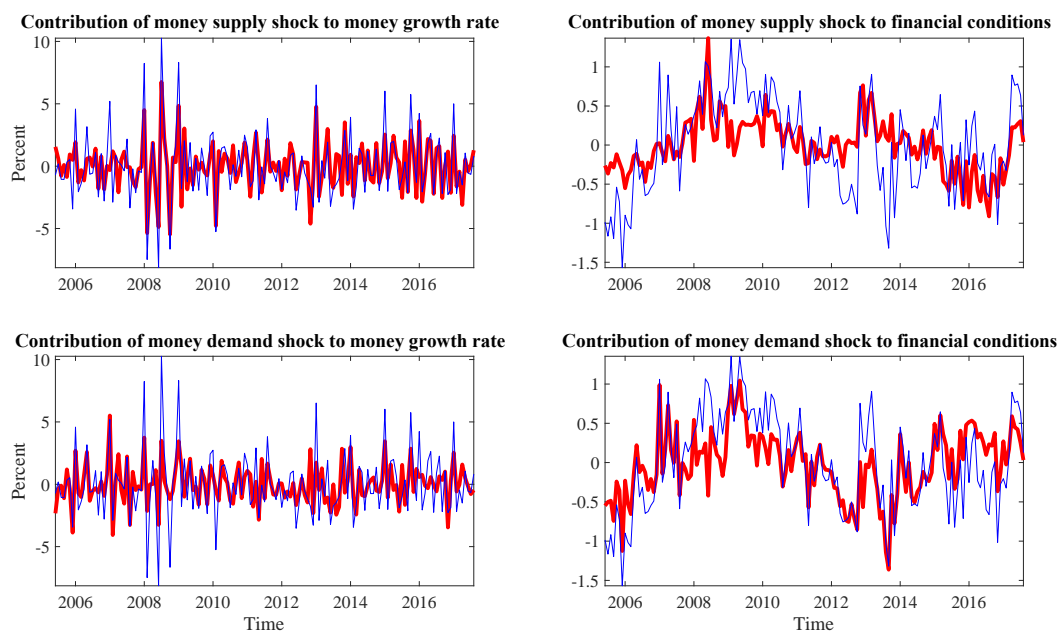 Contribution of money supply shock to money growth rate
10
5
0
-5
Percent
2006 2008 2010 2012 2014 2016
Contribution of money supply shock to financial conditions
1
0.5
0
-0.5
-1
-1.5
2006 2008 2010 2012 2014 2016
Contribution of money demand shock to money growth rate
10
5
0
-5
Percent
2006 2008 2010 2012 2014 2016
Time
Contribution of money demand shock to financial conditions
1
0.5
0
-0.5
-1
-1.5
2006 2008 2010 2012 2014 2016
Time